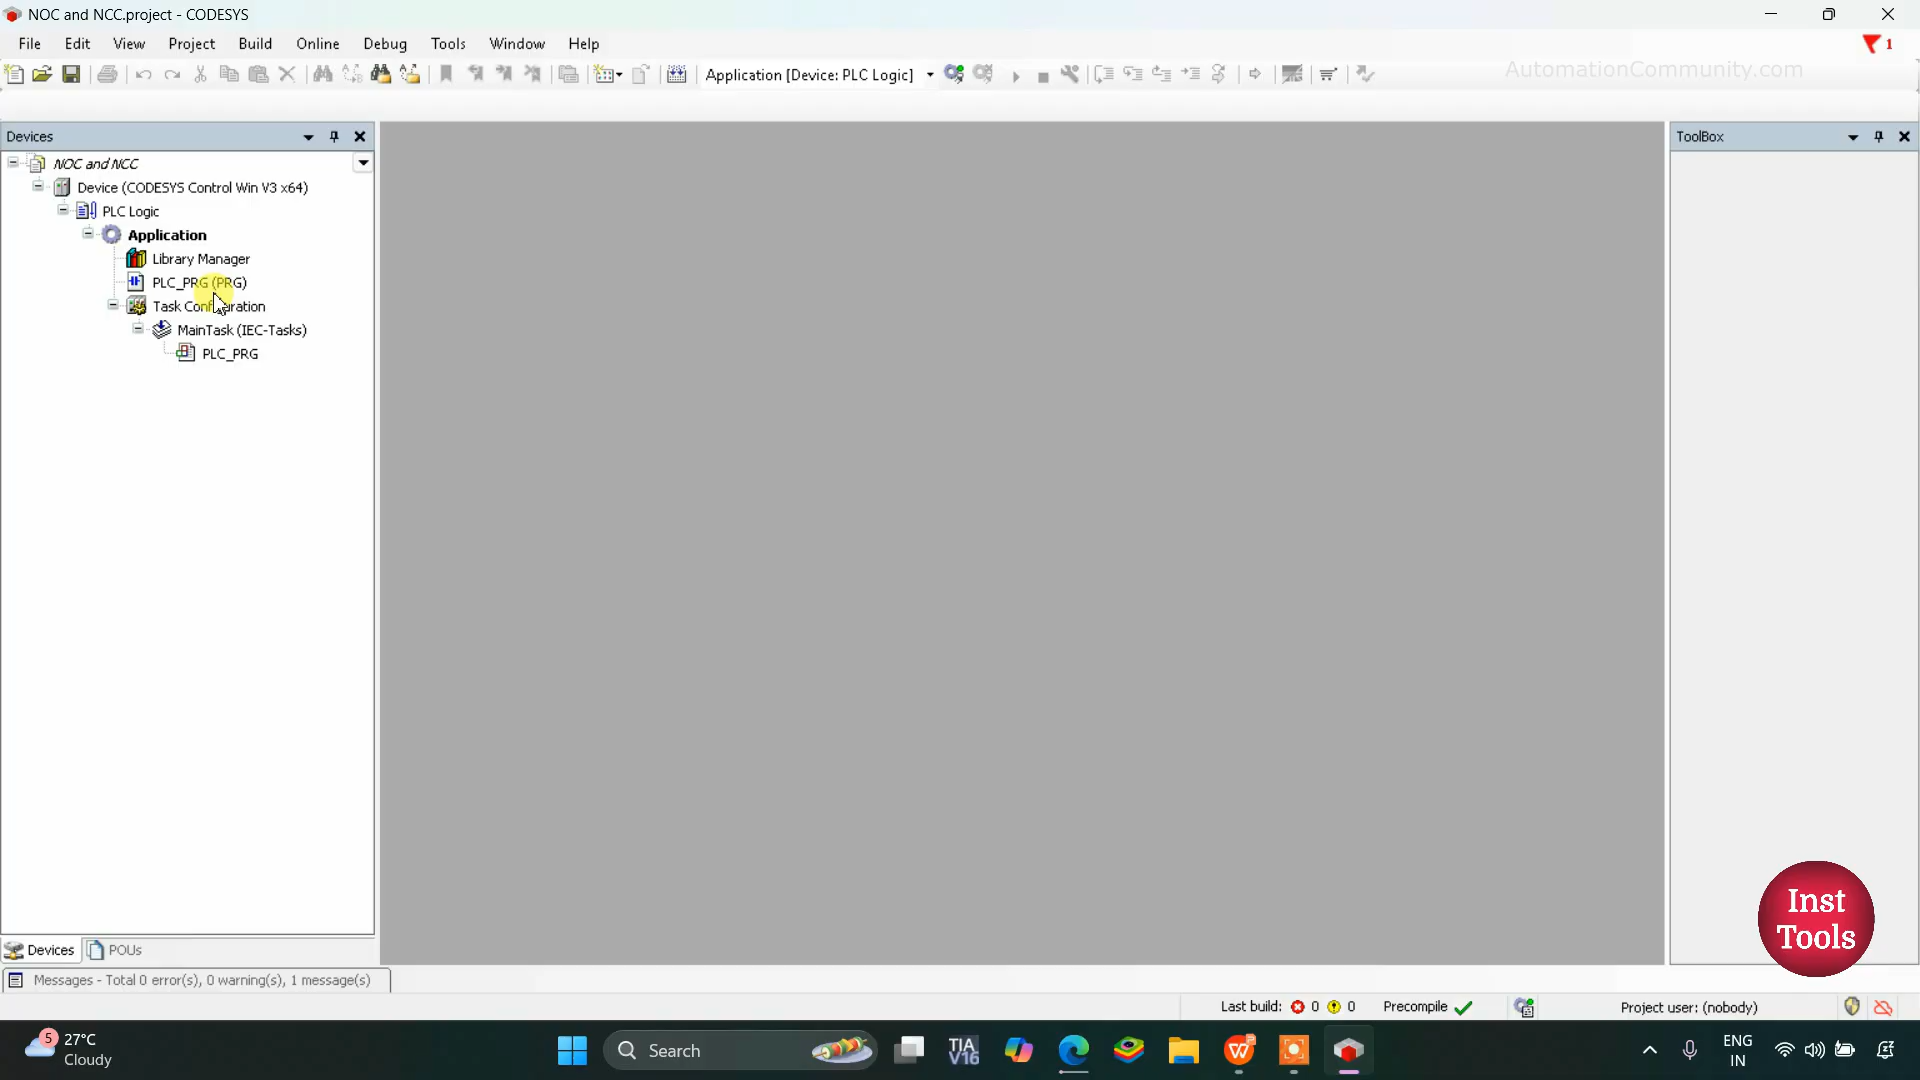 NOC and NCC.project - CODESYS
File Edit View Project Build Online Debug Tools Window Help
1
Application [Device: PLC Logic]
AutomationCommunity.com
Devices
NOC and NCC
Device (CODESYS Control Win V3 x64)
PLC Logic
Application
Library Manager
PLC_PRG (PRG)
Task Configuration
MainTask (IEC-Tasks)
PLC_PRG
ToolBox
Inst
Tools
Devices POUs
Messages - Total 0 error(s), 0 warning(s), 1 message(s)
Last build: 0 0 Precompile Project user: (nobody)
5
27°C
Cloudy
Search
TIA
V16
ENG
IN